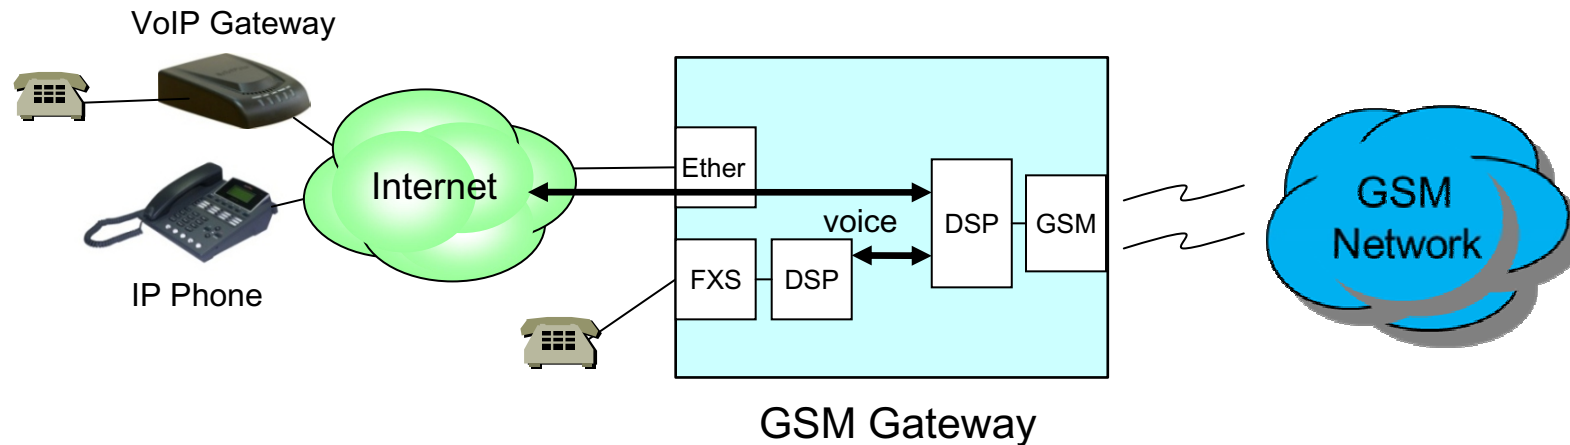 VoIP Gateway
Internet
IP Phone
Ether
voice
FXS
DSP
DSP
GSM
GSM
Network
GSM Gateway